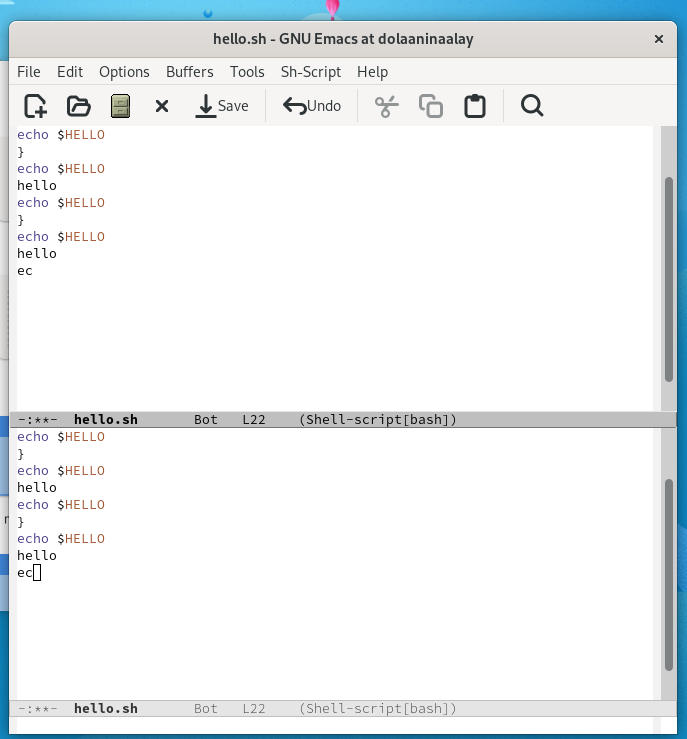 hello.sh - GNU Emacs at dolaaninaalay ×
File Edit Options Buffers Tools Sh-Script Help
Save Undo
echo $HELLO
}
echo $HELLO
hello
echo $HELLO
}
echo $HELLO
hello
ec
-:**- hello.sh Bot L22 (Shell-script[bash])
echo $HELLO
}
echo $HELLO
hello
echo $HELLO
}
echo $HELLO
hello
ec
-:**- hello.sh Bot L22 (Shell-script[bash])